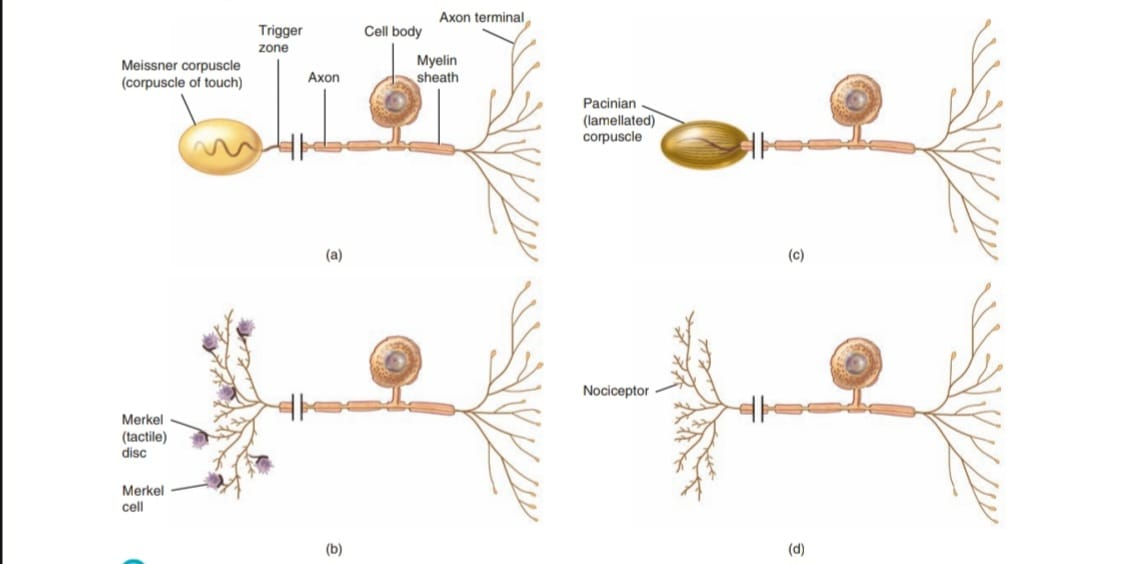 Axon terminal
Trigger
zone
Cell body
Meissner corpuscle
(corpuscle of touch)
Axon
Myelin
sheath
(a)
Pacinian
(lamellated)
corpuscle
(c)
Merkel
(tactile)
disc
Merkel
cell
(b)
Nociceptor
(d)